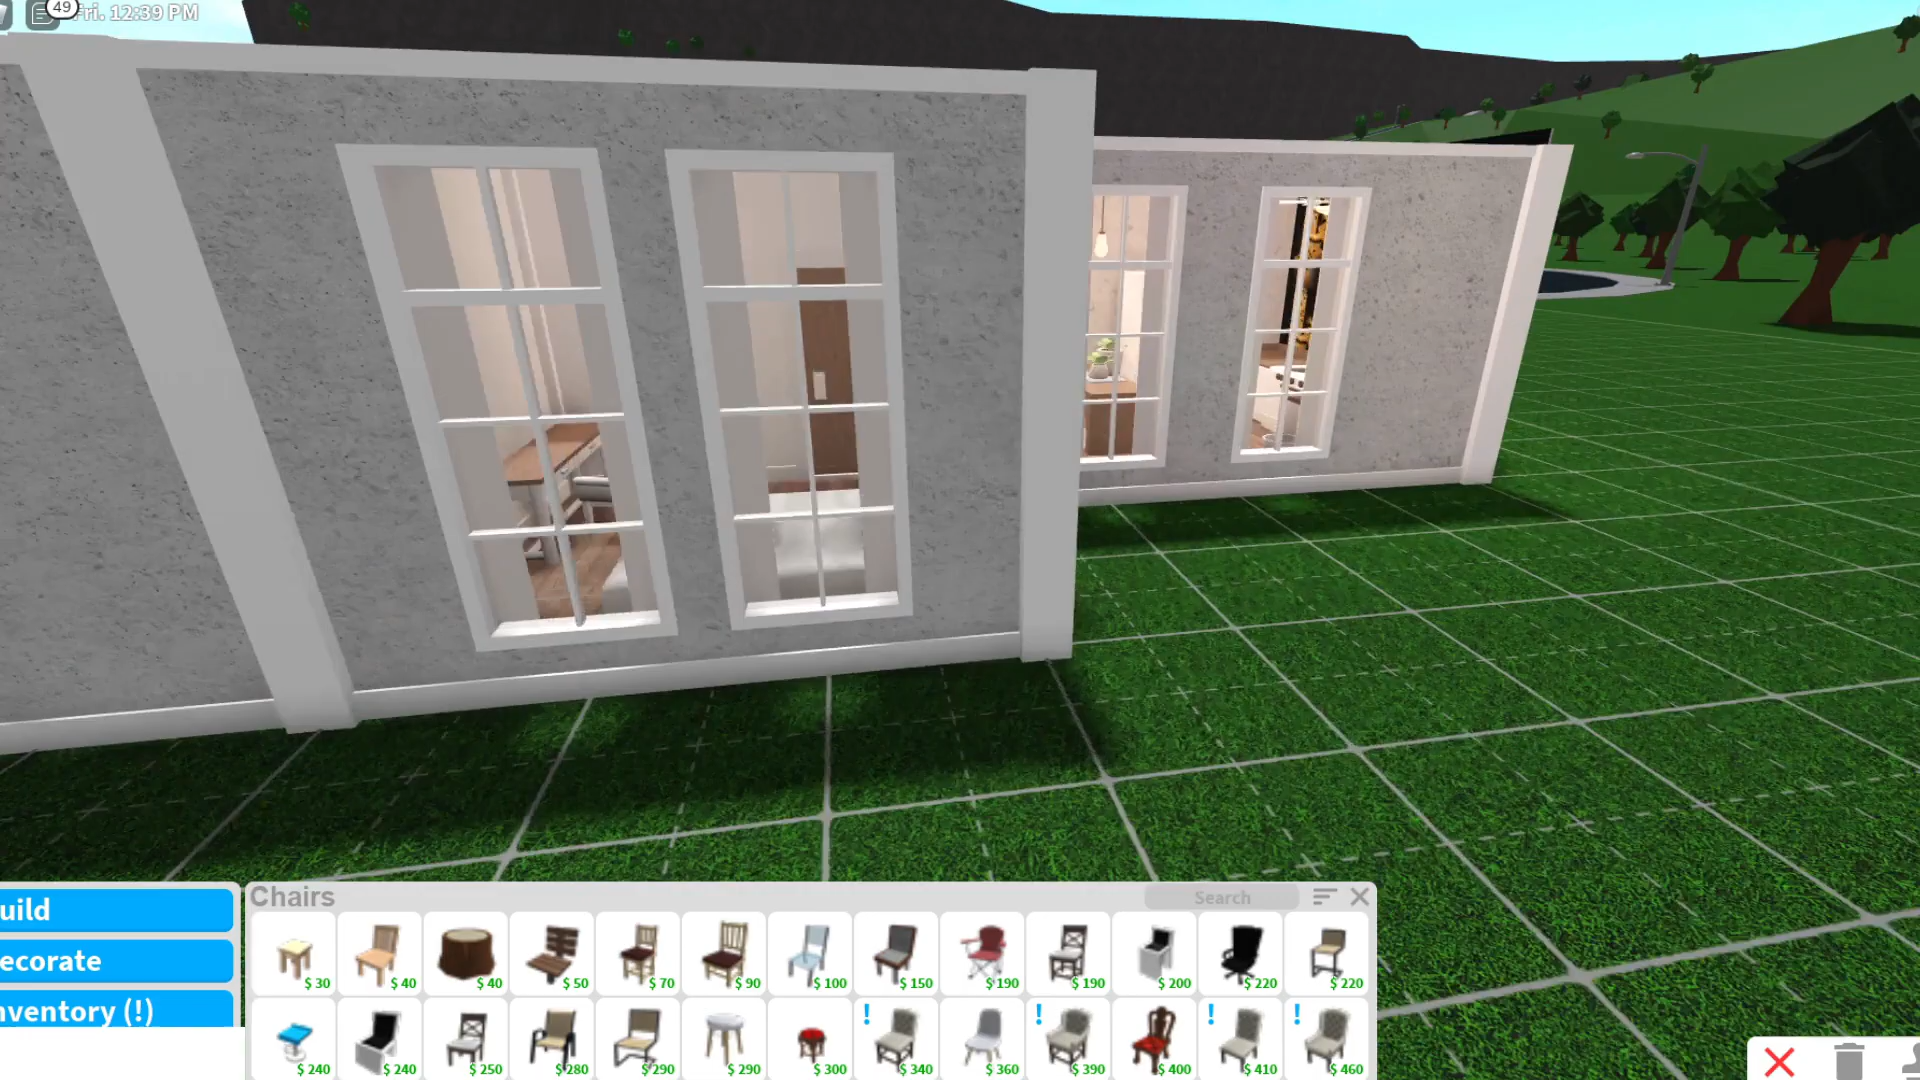 49
Fri. 12:39 PM
uild
ecorate
nventory (!)
Chairs
Search
$ 30 $ 40 $ 40 $ 50 $ 70 $ 90 $ 100 $ 150 $ 190 $ 190 $ 200 $ 220 $ 220
! ! ! !
$ 240 $ 240 $ 250 $ 280 $ 290 $ 290 $ 300 $ 340 $ 360 $ 390 $ 400 $ 410 $ 460